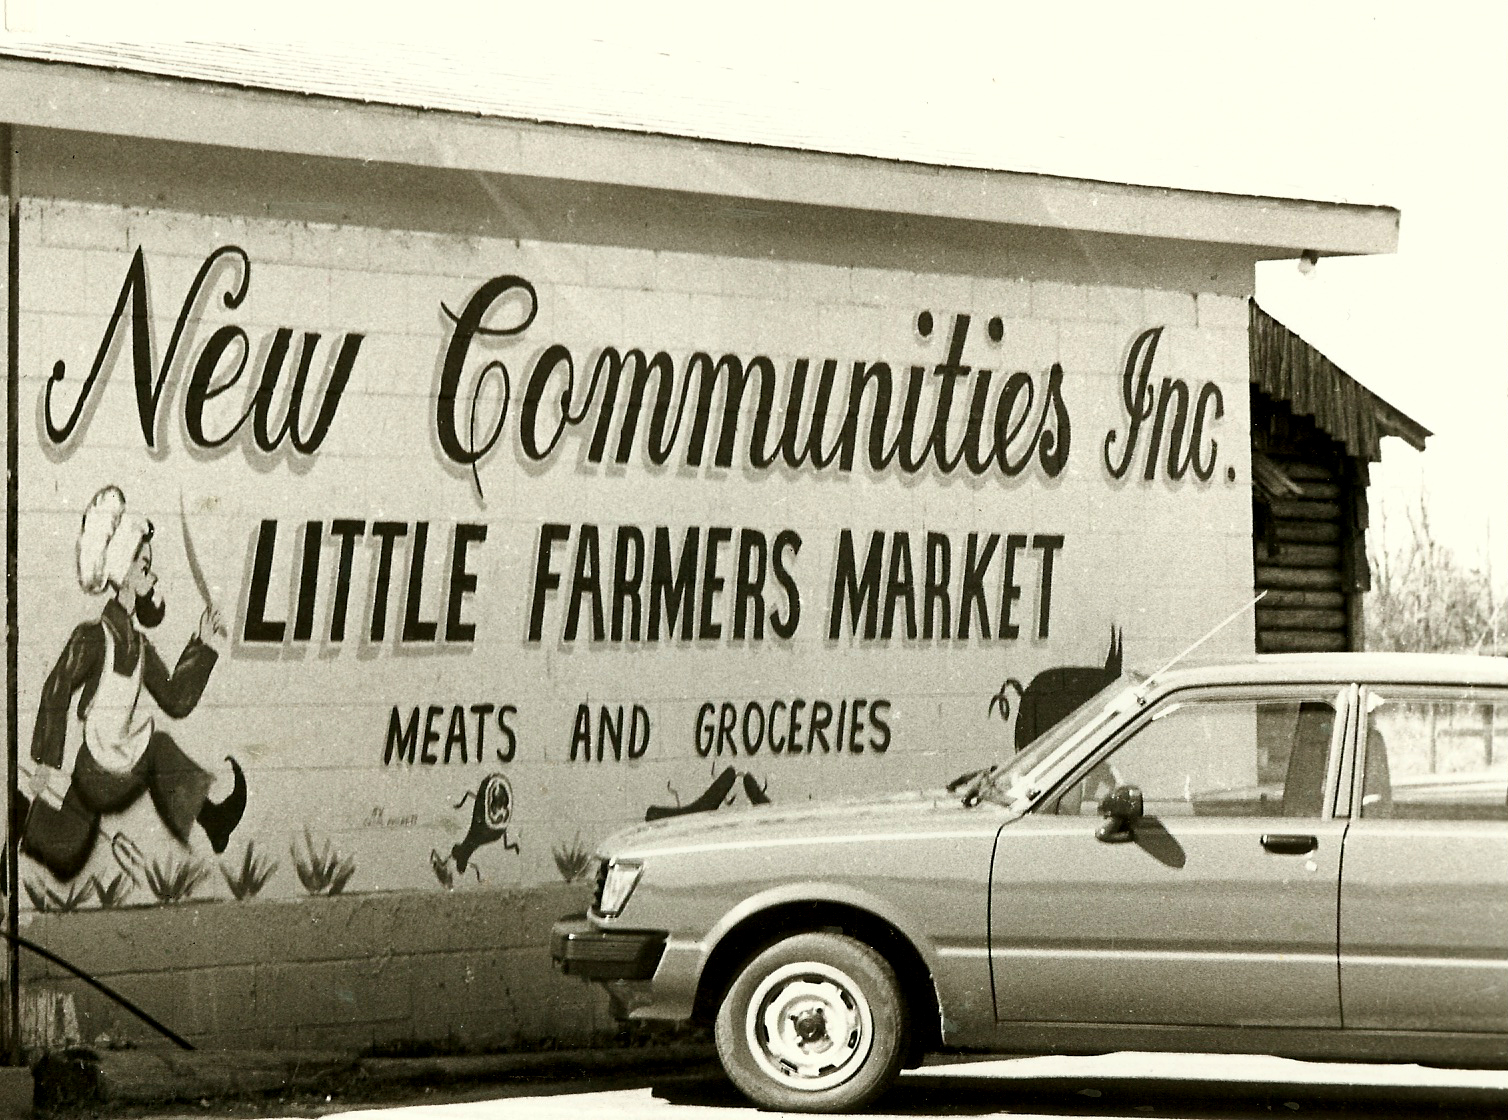 New Communities Inc.
LITTLE FARMERS MARKET
MEATS AND GROCERIES